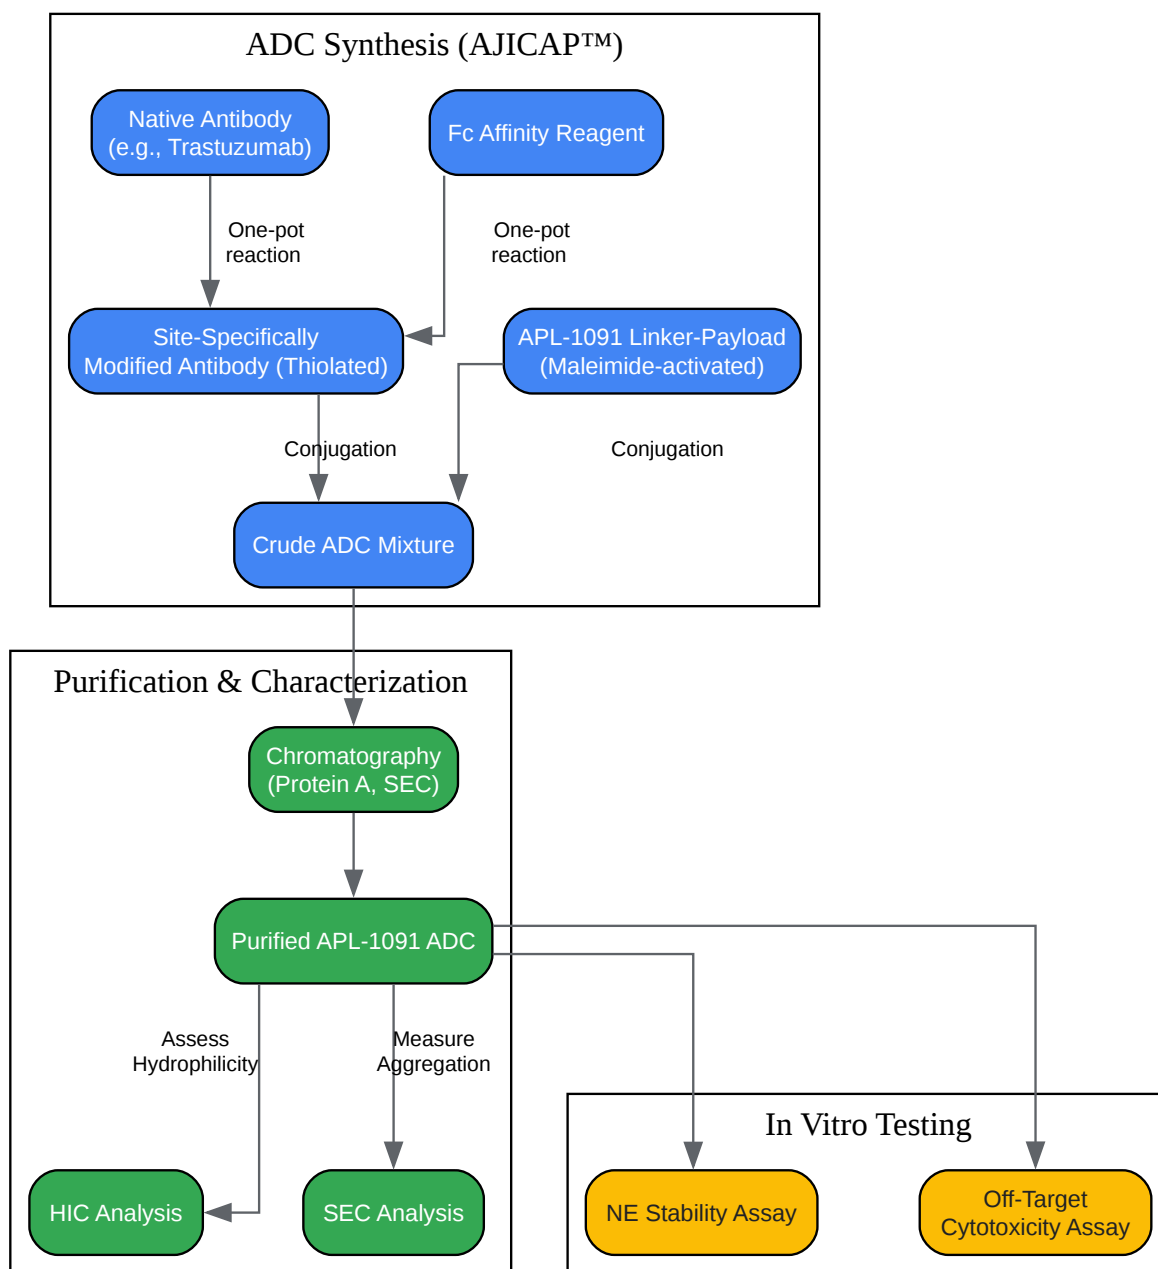 ADC Synthesis (AJICAP™)
Native Antibody
(e.g., Trastuzumab)
Fc Affinity Reagent
One-pot
reaction
One-pot
reaction
Site-Specifically
Modified Antibody (Thiolated)
APL-1091 Linker-Payload
(Maleimide-activated)
Conjugation
Conjugation
Crude ADC Mixture
Purification & Characterization
Chromatography
(Protein A, SEC)
Purified APL-1091 ADC
Assess
Hydrophilicity
Measure
Aggregation
In Vitro Testing
HIC Analysis
SEC Analysis
NE Stability Assay
Off-Target
Cytotoxicity Assay